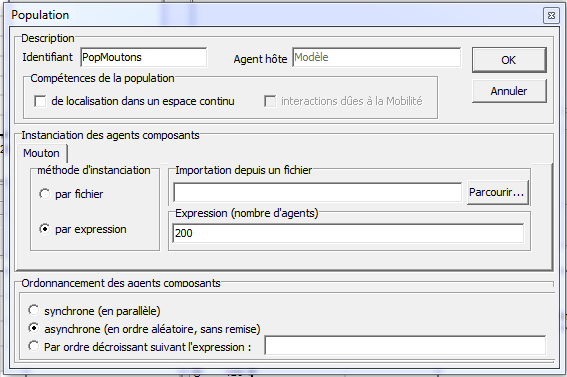 Population
Description
Identifiant PopMoutons Agent hôte Modèle OK
Compétences de la population Annuler
de localisation dans un espace continu interactions dûes à la Mobilité
Instanciation des agents composants
Mouton
méthode d'instanciation Importation depuis un fichier
par fichier Parcourir...
Expression (nombre d'agents)
par expression 200
Ordonnancement des agents composants
synchrone (en parallèle)
asynchrone (en ordre aléatoire, sans remise)
Par ordre décroissant suivant l'expression :